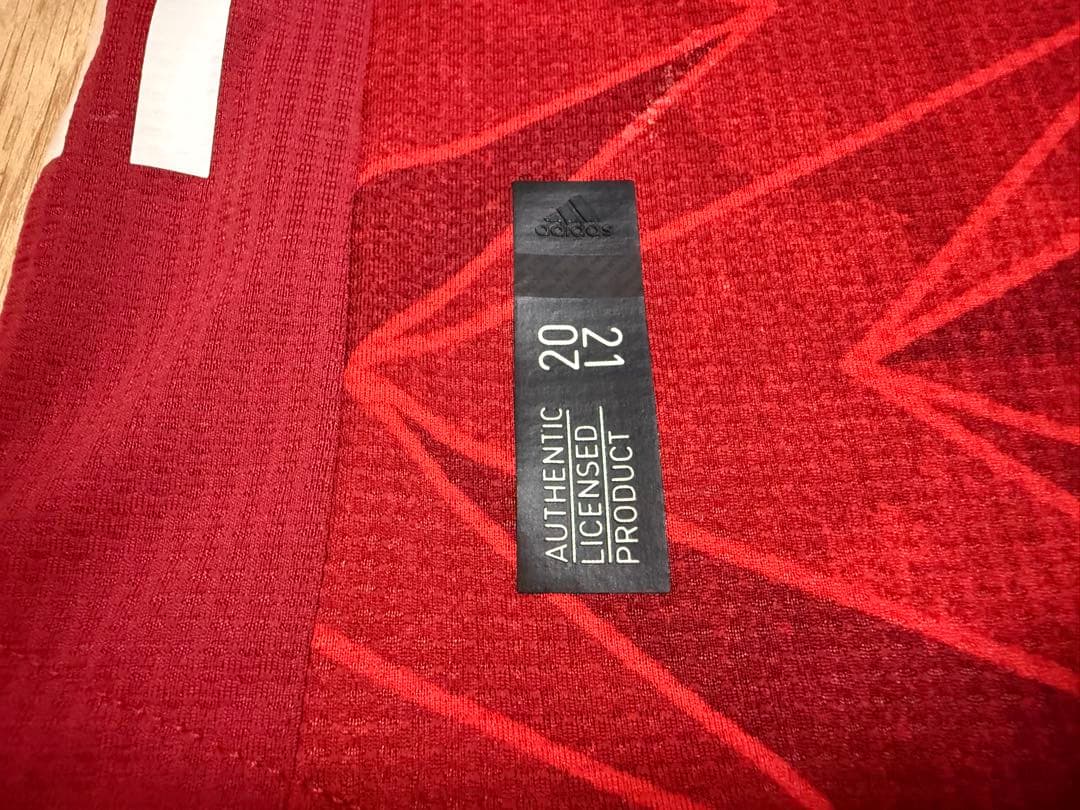 adidas
20
21
AUTHENTIC
LICENSED
PRODUCT